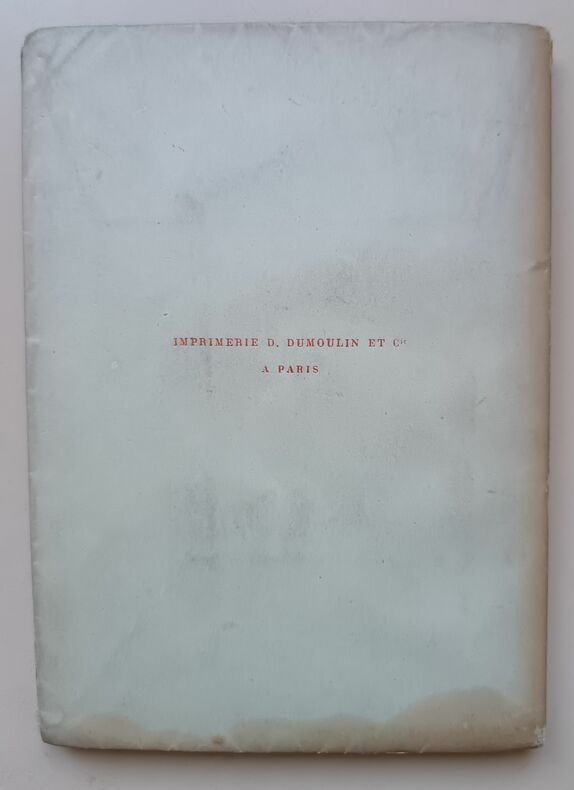 IMPRIMERIE D. DUMOULIN ET Cie
A PARIS